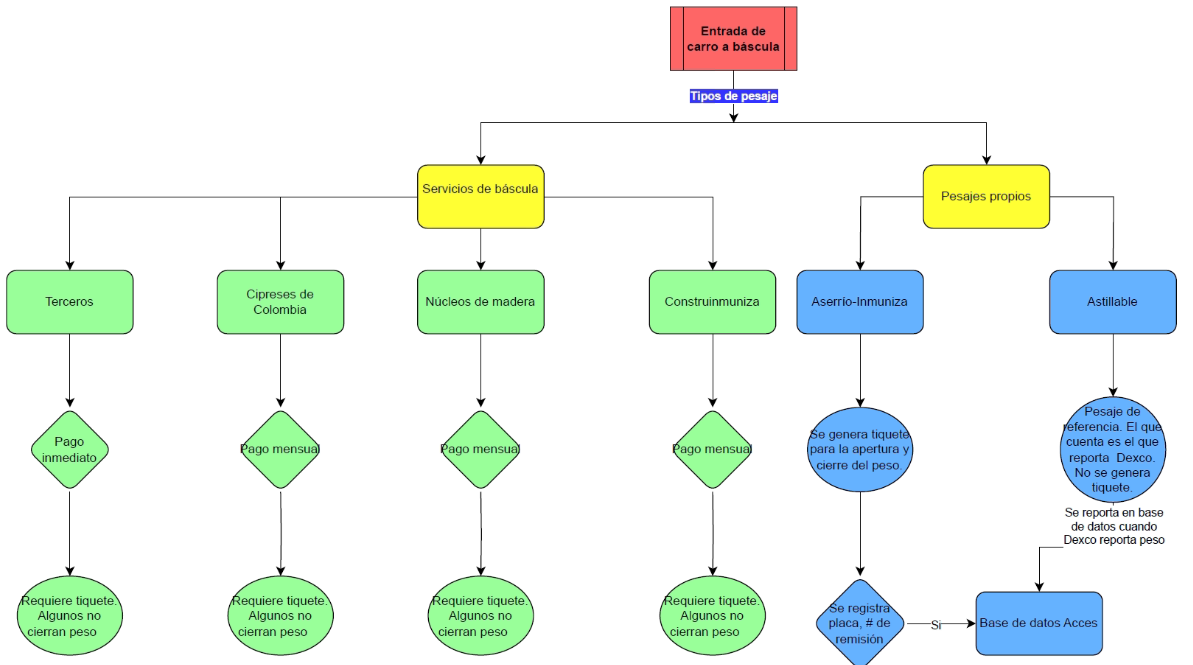 Entrada de
carro a báscula
Tipos de pesaje
Servicios de báscula
Pesajes propios
Terceros
Cipreses de
Colombia
Núcleos de madera
Construinmuniza
Aserrío-Inmuniza
Astillable
Pago
inmediato
Pago mensual
Pago mensual
Pago mensual
Se genera tiquete
para la apertura y
cierre del peso.
Pesaje de
referencia. El que
cuenta es el que
reporta Dexco.
No se genera
tiquete.
Se reporta en base
de datos cuando
Dexco reporta peso
Requiere tiquete.
Algunos no
cierran peso
Requiere tiquete.
Algunos no
cierran peso
Requiere tiquete.
Algunos no
cierran peso
Requiere tiquete.
Algunos no
cierran peso
Se registra
placa, # de
remisión
Si
Base de datos Acces